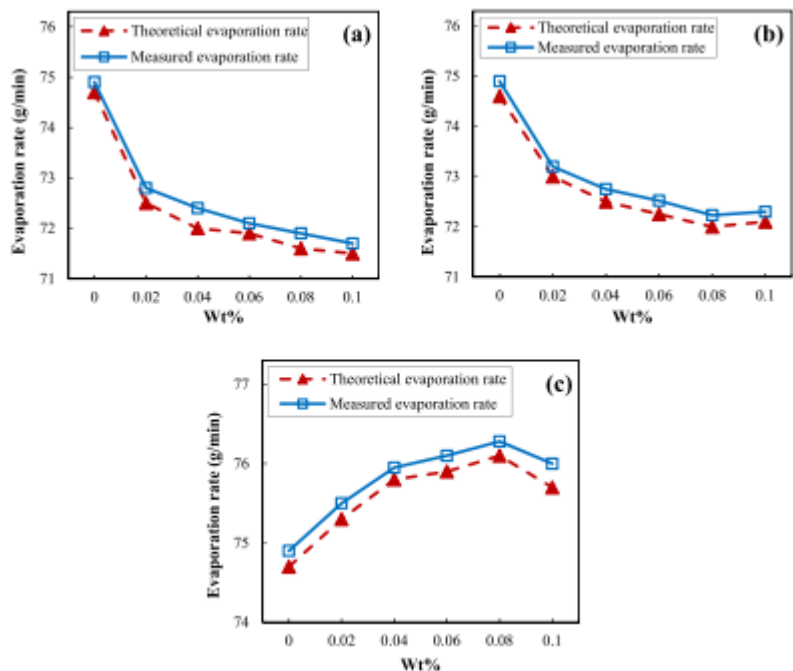 76
75
74
73
72
71
Evaporation rate (g/min)
Theoretical evaporation rate
Measured evaporation rate
(a)
0 0.02 0.04 0.06 0.08 0.1
Wt%
76
75
74
73
72
71
Evaporation rate (g/min)
Theoretical evaporation rate
Measured evaporation rate
(b)
0 0.02 0.04 0.06 0.08 0.1
Wt%
77
76
75
74
Evaporation rate (g/min)
Theoretical evaporation rate
Measured evaporation rate
(c)
0 0.02 0.04 0.06 0.08 0.1
Wt%